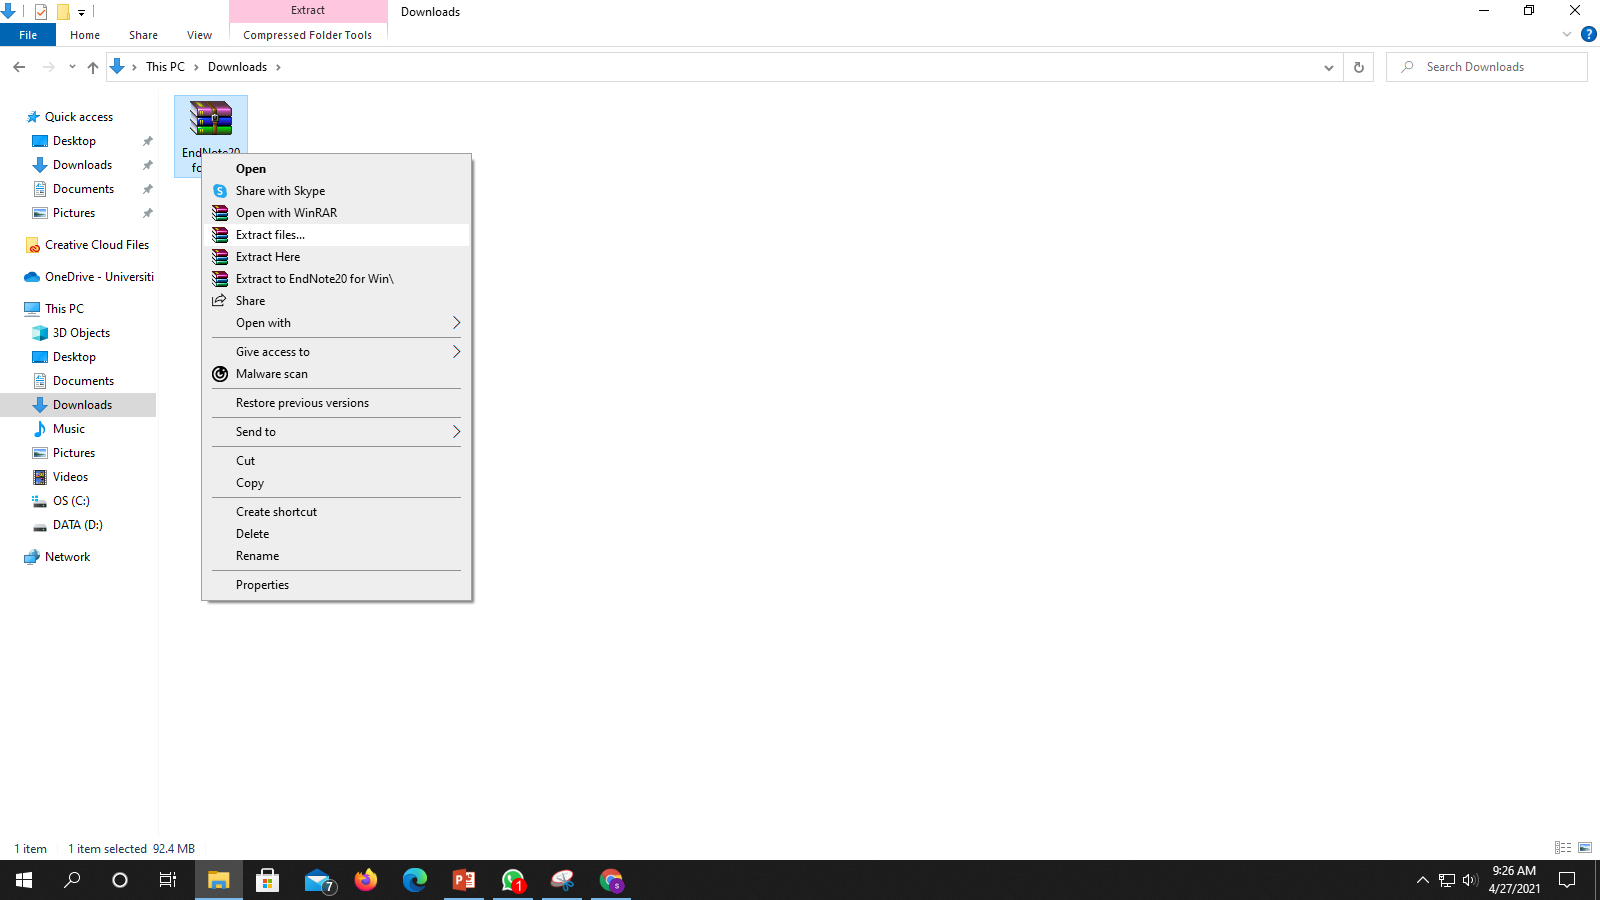 Extract
Downloads
File
Home
Share
View
Compressed Folder Tools
This PC
Downloads
Search Downloads
Quick access
Desktop
Downloads
Documents
Pictures
Creative Cloud Files
OneDrive - Universiti
This PC
3D Objects
Desktop
Documents
Downloads
Music
Pictures
Videos
OS (C:)
DATA (D:)
Network
EndNote20
Open
Share with Skype
Open with WinRAR
Extract files...
Extract Here
Extract to EndNote20 for Win\
Share
Open with
Give access to
Malware scan
Restore previous versions
Send to
Cut
Copy
Create shortcut
Delete
Rename
Properties
1 item
1 item selected 92.4 MB
7
1
S
9:26 AM
4/27/2021